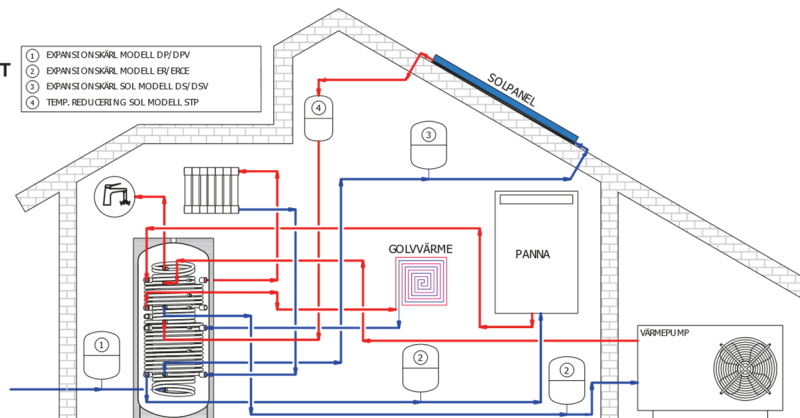 T
1 EXPANSIONSKÄRL MODELL DP/DPV
2 EXPANSIONSKÄRL MODELL ER/ERCE
3 EXPANSIONSKÄRL SOL MODELL DS/DSV
4 TEMP. REDUCERING SOL MODELL STP
SOLPANEL
4
3
GOLVVÄRME
PANNA
VÄRMEPUMP
1
2
2